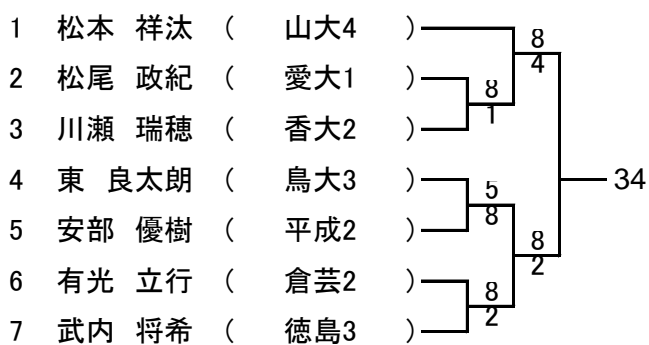 1 松本 祥汰 ( 山大4 ) 8
4
2 松尾 政紀 ( 愛大1 ) 8
3 川瀬 瑞穂 ( 香大2 ) 1
4 東 良太朗 ( 鳥大3 ) 5 34
5 安部 優樹 ( 平成2 ) 8
8
6 有光 立行 ( 倉芸2 ) 8 2
7 武内 将希 ( 徳島3 ) 2